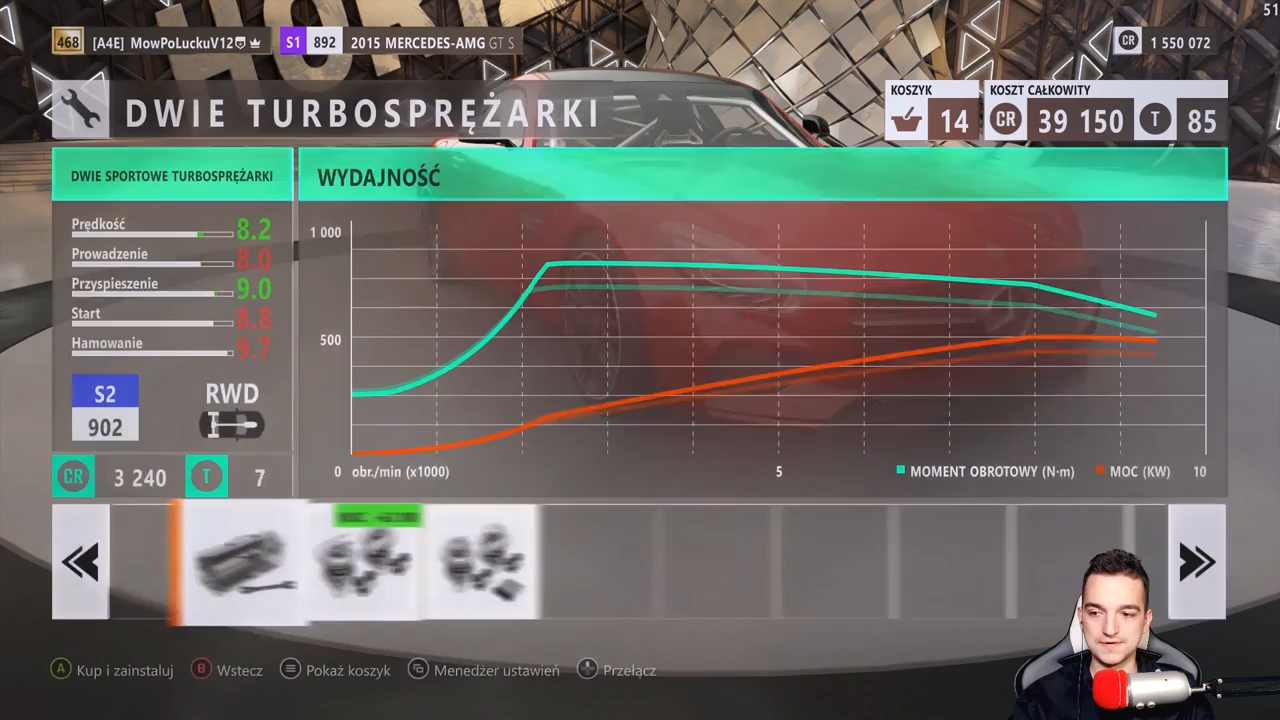 51
468 [A4E] MowPoLuckuV12
S1 892 2015 MERCEDES-AMG GT S
CR 1 550 072
DWIE TURBOSPRĘŻARKI
KOSZYK
14
KOSZT CAŁKOWITY
CR 39 150 T 85
DWIE SPORTOWE TURBOSPRĘŻARKI
WYDAJNOŚĆ
Prędkość 8.2
Prowadzenie 8.0
Przyspieszenie 9.0
Start 8.8
Hamowanie 9.7
S2
902
RWD
CR 3 240 T 7
1 000
500
0 obr./min (x1000) 5 MOMENT OBROTOWY (N·m) MOC (KW) 10
A Kup i zainstaluj B Wstecz Pokaż koszyk Menedżer ustawień Przełącz